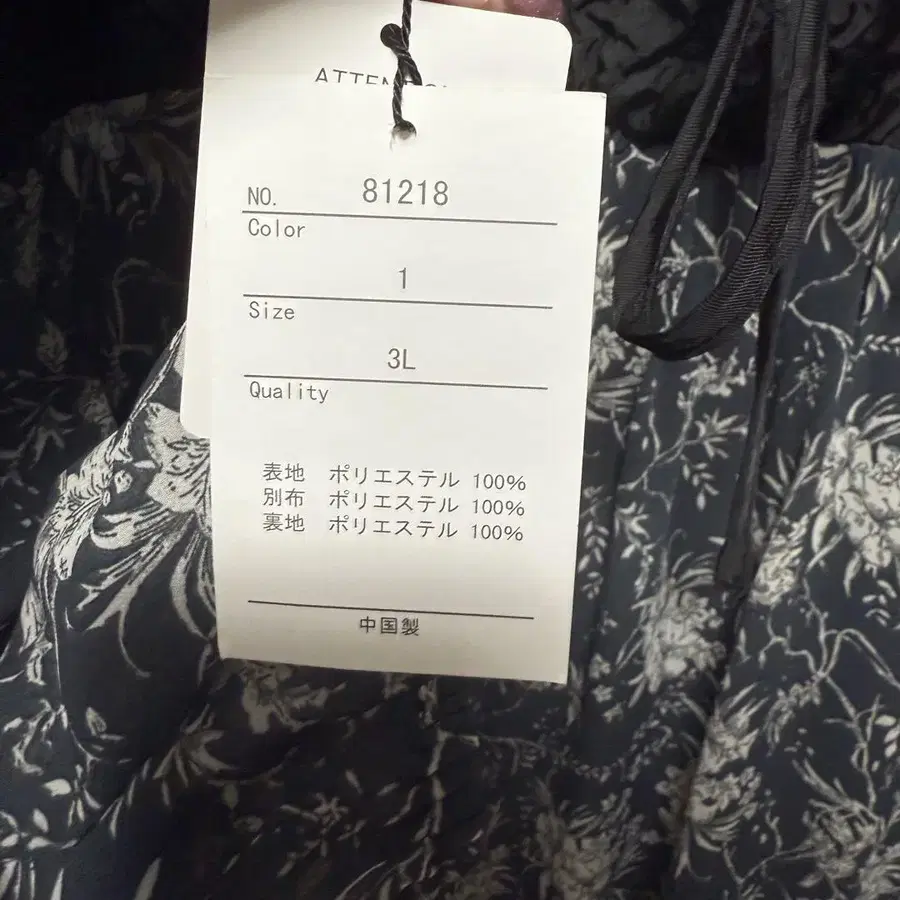 NO. 81218
Color
1
Size
3L
Quality
表地 ポリエステル 100%
別布 ポリエステル 100%
裏地 ポリエステル 100%
中国製